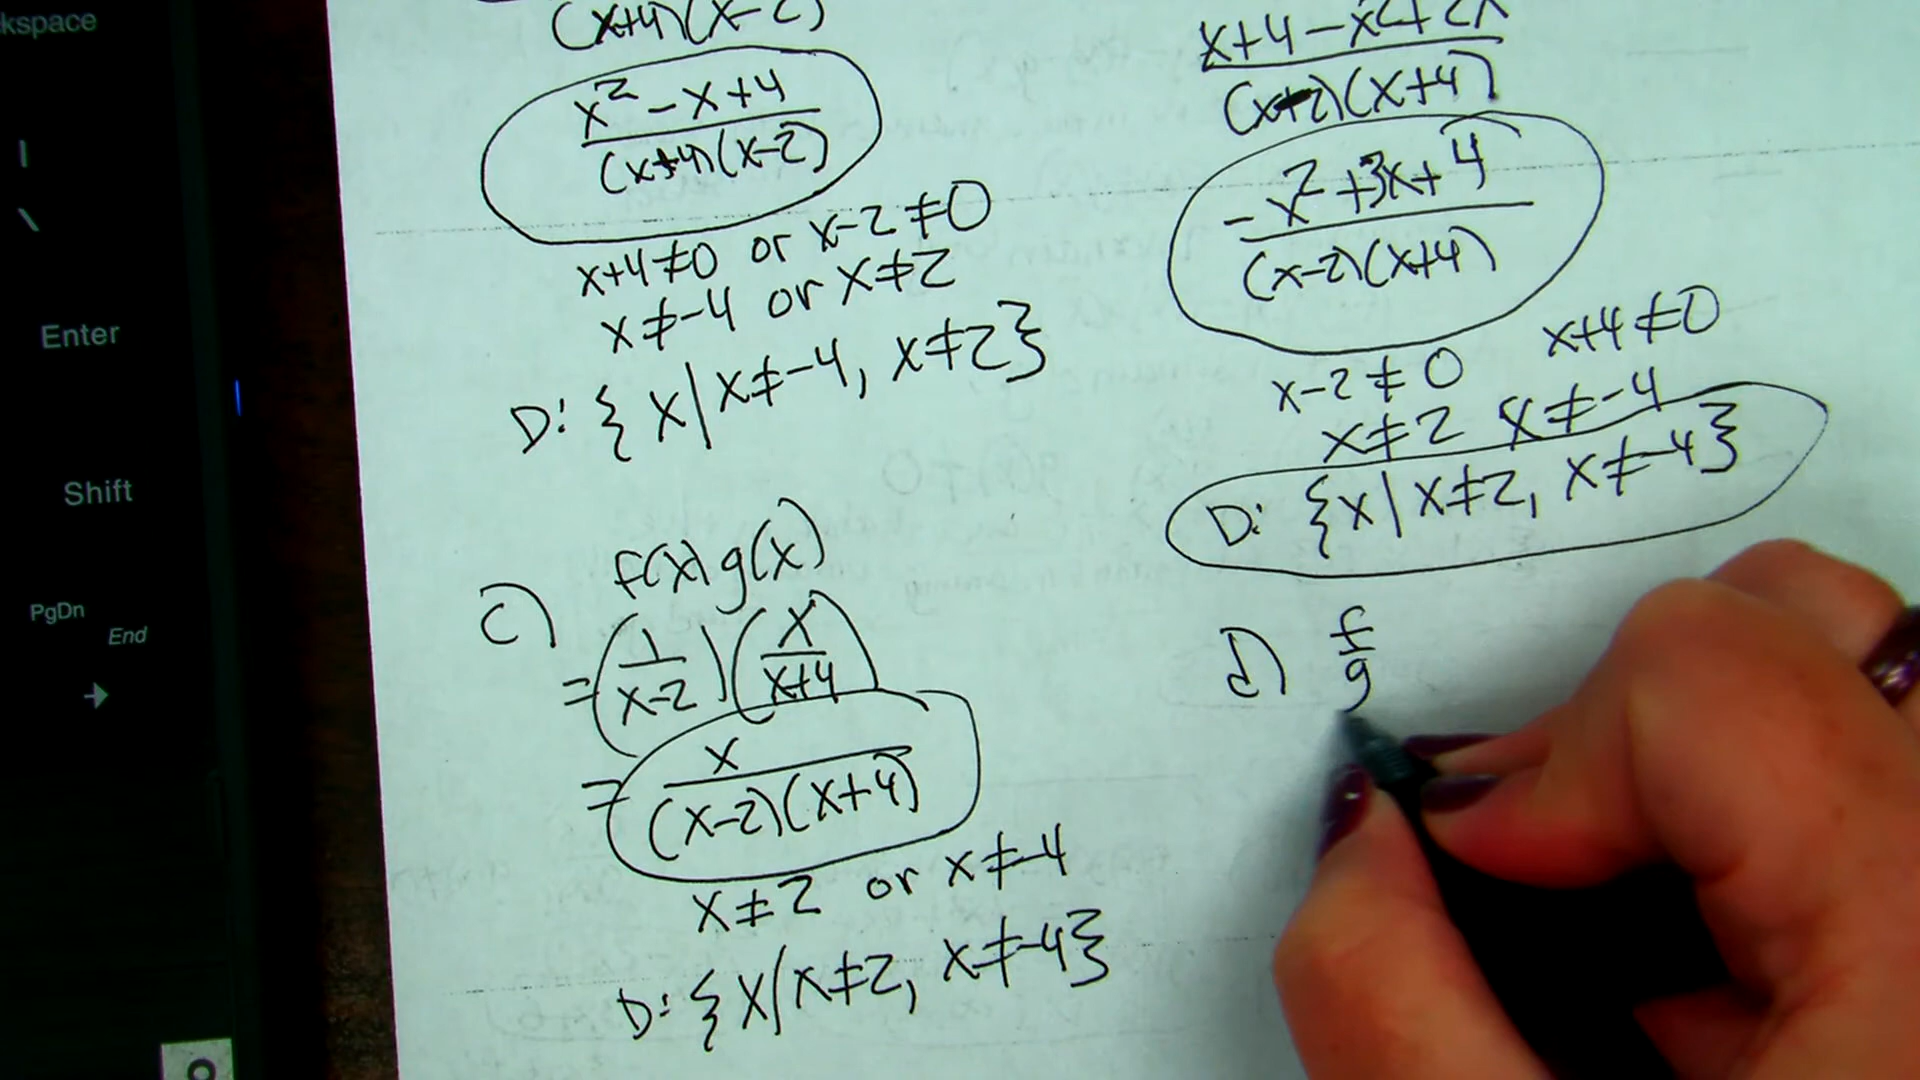 kspace
|
\
Enter
Shift
PgDn
End
→
(x+4)(x-2)
x²-x+4
(x+4)(x-2)
x+4≠0 or x-2≠0
x≠-4 or x≠2
D: {x|x≠-4, x≠2}
c) f(x)g(x)
= (1/(x-2))(x/(x+4))
= x/((x-2)(x+4))
x≠2 or x≠-4
D: {x|x≠2, x≠-4}
x+4-x²+2x
(x-2)(x+4)
-x²+3x+4
(x-2)(x+4)
x-2≠0 x+4≠0
x≠2 x≠-4
D: {x|x≠2, x≠-4}
d) f/g